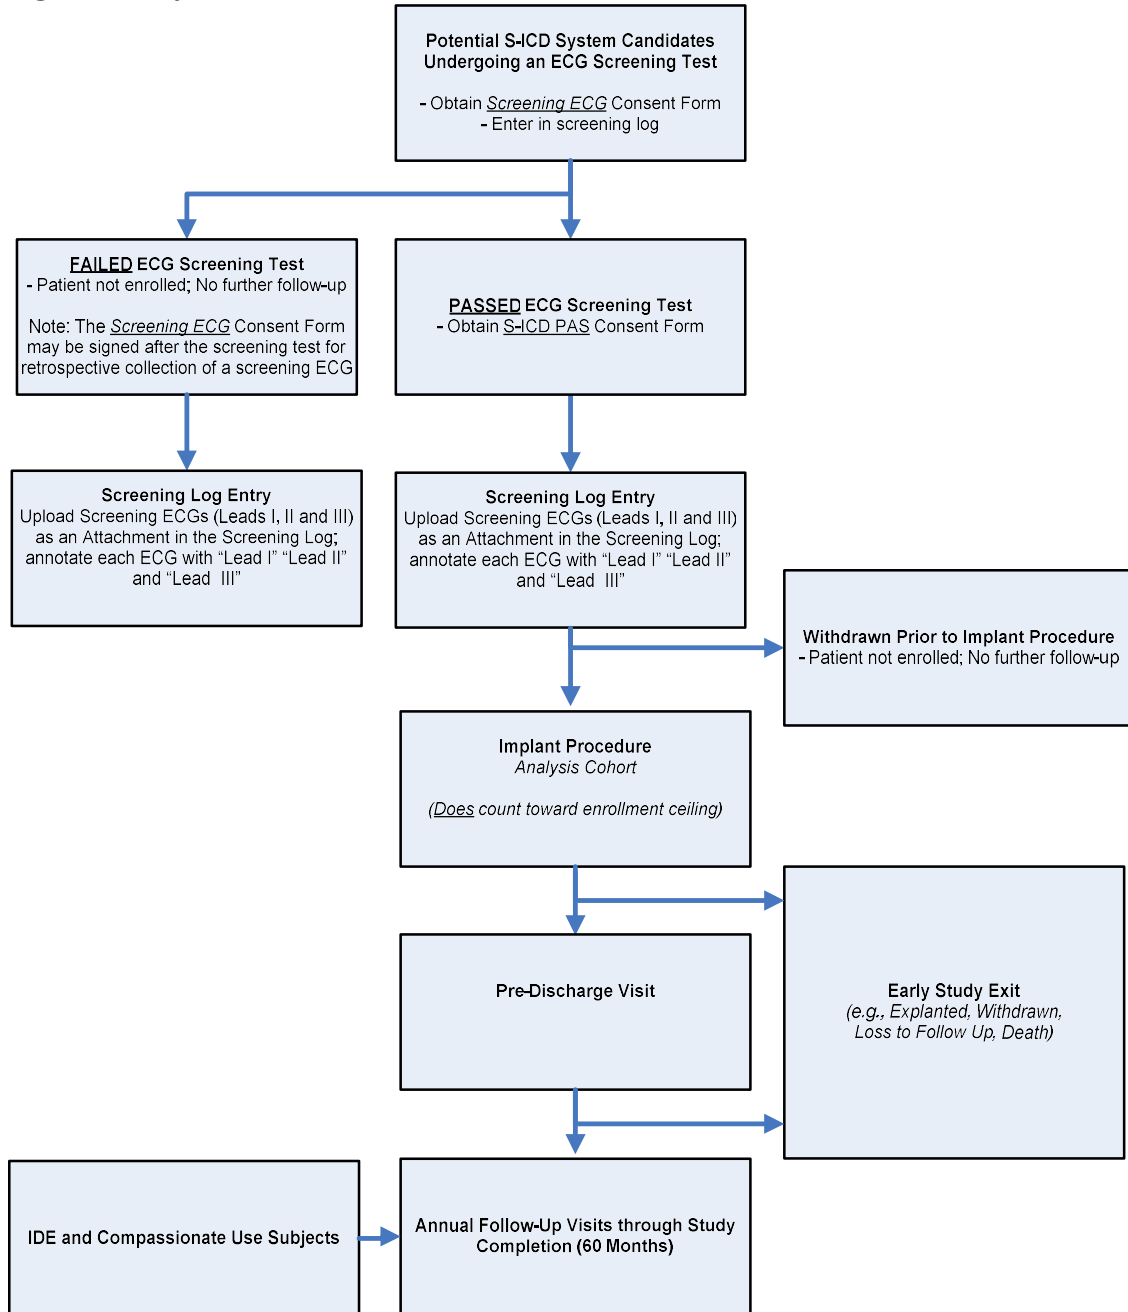 Potential S-ICD System Candidates
Undergoing an ECG Screening Test
- Obtain Screening ECG Consent Form
- Enter in screening log
FAILED ECG Screening Test
- Patient not enrolled; No further follow-up
Note: The Screening ECG Consent Form
may be signed after the screening test for
retrospective collection of a screening ECG
PASSED ECG Screening Test
- Obtain S-ICD PAS Consent Form
Screening Log Entry
Upload Screening ECGs (Leads I, II and III)
as an Attachment in the Screening Log;
annotate each ECG with “Lead I” “Lead II”
and “Lead III”
Screening Log Entry
Upload Screening ECGs (Leads I, II and III)
as an Attachment in the Screening Log;
annotate each ECG with “Lead I” “Lead II”
and “Lead III”
Withdrawn Prior to Implant Procedure
- Patient not enrolled; No further follow-up
Implant Procedure
Analysis Cohort
(Does count toward enrollment ceiling)
Pre-Discharge Visit
Early Study Exit
(e.g., Explanted, Withdrawn,
Loss to Follow Up, Death)
IDE and Compassionate Use Subjects
Annual Follow-Up Visits through Study
Completion (60 Months)